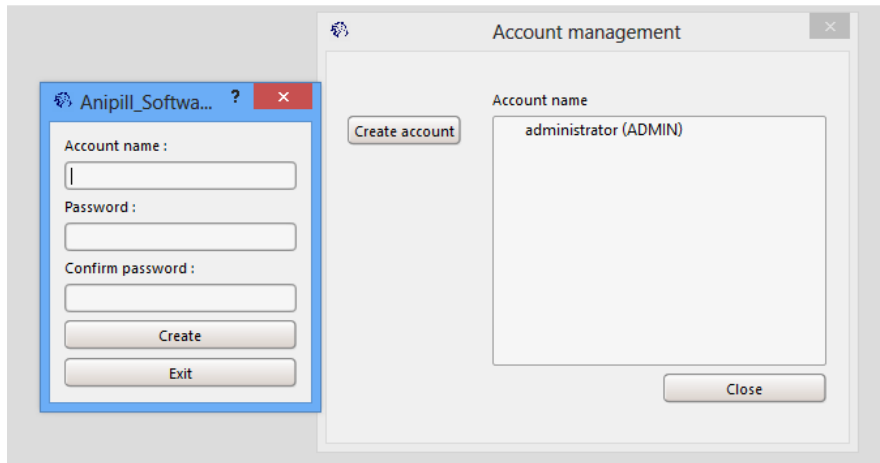 Anipill_Softwa... ? ×
Account name :
Password :
Confirm password :
Create
Exit
Account management ×
Create account
Account name
administrator (ADMIN)
Close